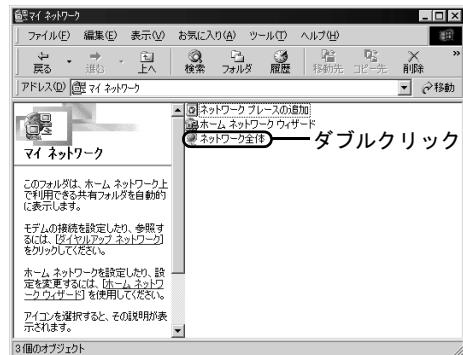 マイ ネットワーク
ファイル(F) 編集(E) 表示(V) お気に入り(A) ツール(T) ヘルプ(H)
戻る 進む 上へ 検索 フォルダ 履歴 移動先 コピー先 削除 »
アドレス(D) マイ ネットワーク 移動
マイ ネットワーク
このフォルダは、ホーム ネットワーク上
で利用できる共有フォルダを自動的
に表示します。
モデムの接続を設定したり、参照す
るには、[ダイヤルアップ ネットワーク]
をクリックしてください。
ホーム ネットワークを設定したり、設
定を変更するには、[ホーム ネットワ
ーク ウィザード] を使用してください。
アイコンを選択すると、その説明が表
示されます。
ネットワーク プレースの追加
ホーム ネットワーク ウィザード
ネットワーク全体
ダブルクリック
3 個のオブジェクト